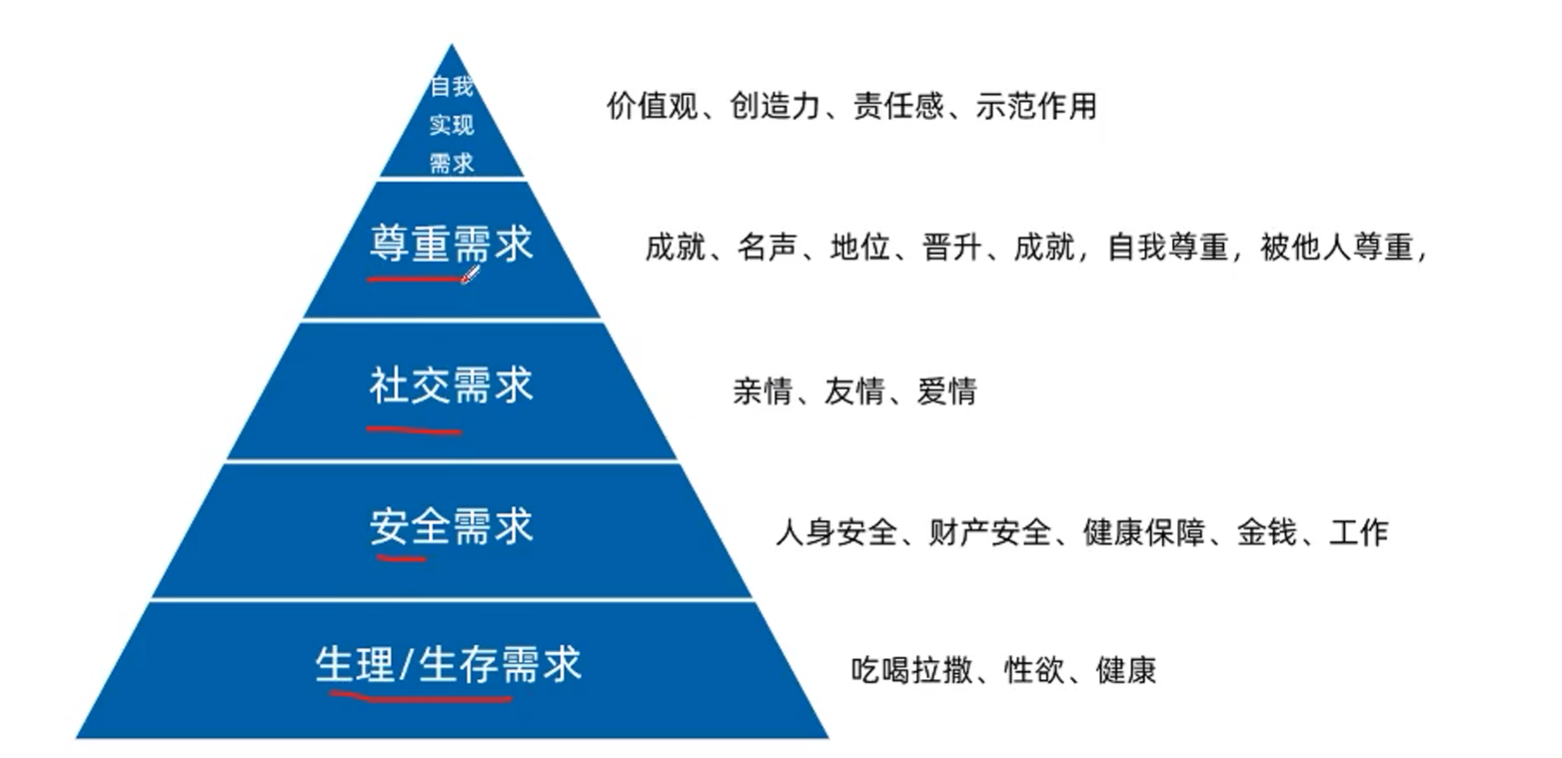 自我
实现
需求
价值观、创造力、责任感、示范作用
尊重需求
成就、名声、地位、晋升、成就，自我尊重，被他人尊重，
社交需求
亲情、友情、爱情
安全需求
人身安全、财产安全、健康保障、金钱、工作
生理/生存需求
吃喝拉撒、性欲、健康